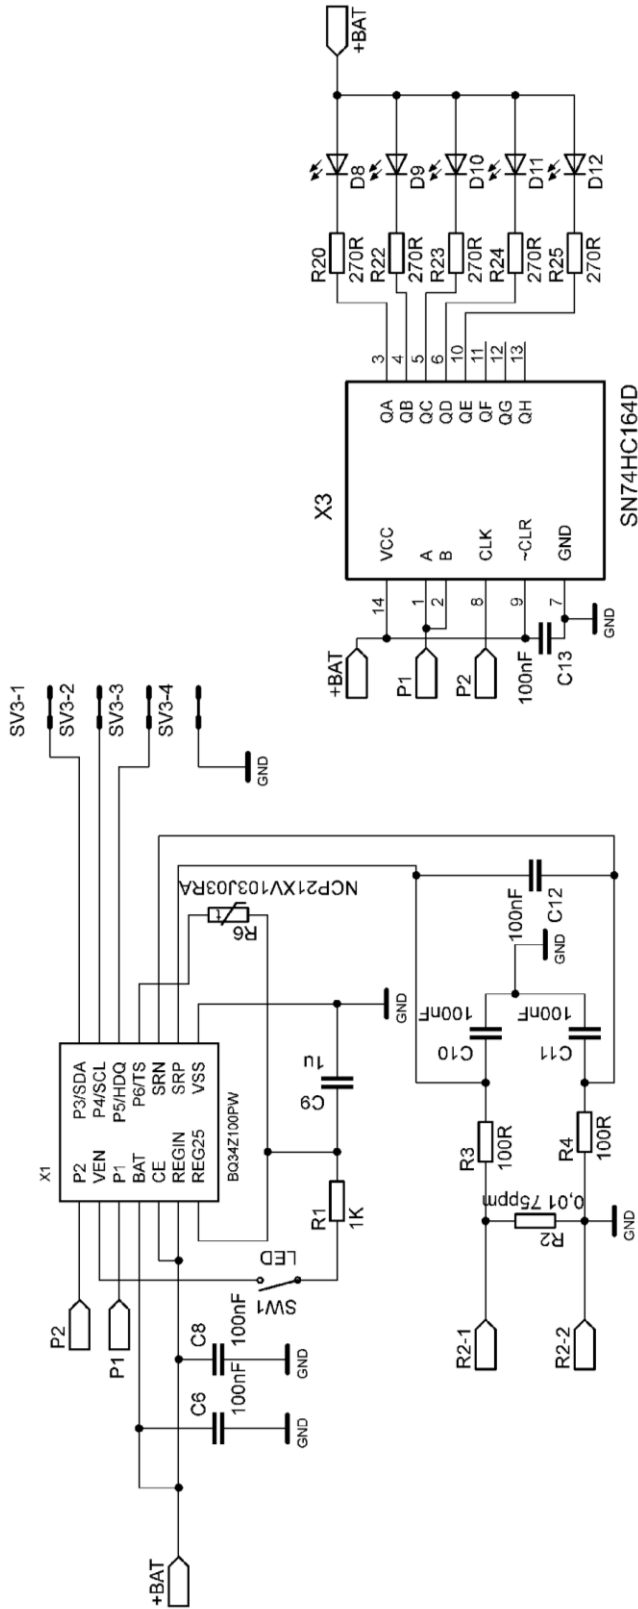 X1
BQ34Z100PW
P2
VEN
P1
BAT
CE
REGIN
REG25
P3/SDA
P4/SCL
P5/HDQ
P6/TS
SRN
SRP
VSS
P2
P1
+BAT
C6
100nF
GND
C8
100nF
GND
SW1
LED
R1
1K
C9
1u
GND
R6
t
NCP21XV103J03RA
SV3-1
SV3-2
SV3-3
SV3-4
GND
R2-1
R2-2
R2
0,01 75ppm
GND
R3
100R
R4
100R
C10
100nF
C11
100nF
GND
C12
100nF
X3
SN74HC164D
VCC
A
B
CLK
~CLR
GND
QA
QB
QC
QD
QE
QF
QG
QH
14
1
2
8
9
7
3
4
5
6
10
11
12
13
+BAT
P1
P2
100nF
C13
GND
R20
270R
R22
270R
R23
270R
R24
270R
R25
270R
D8
D9
D10
D11
D12
+BAT